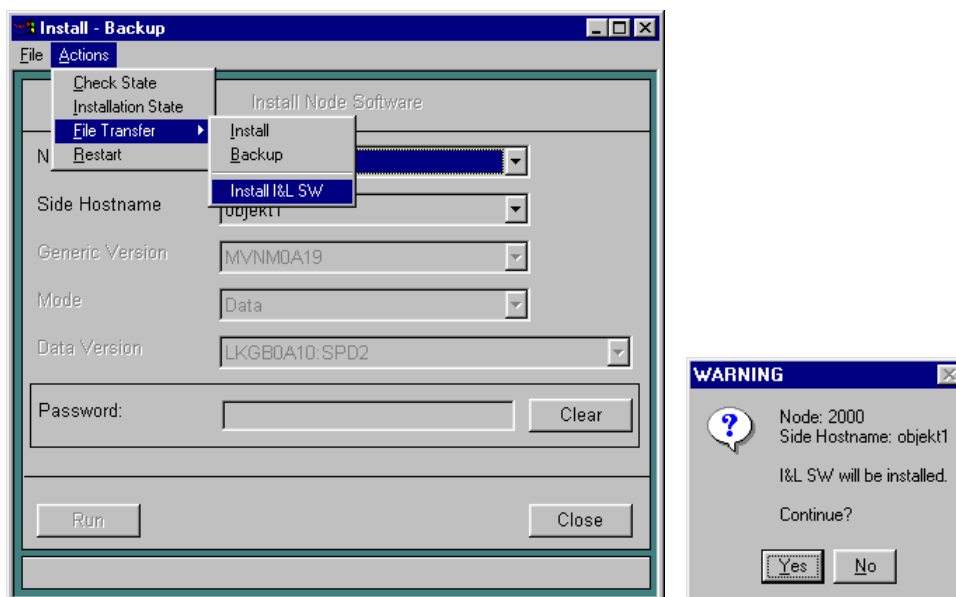 Install - Backup
File Actions
Check State
Installation State
File Transfer
Restart
Install
Backup
Install I&L SW
Install Node Software
N
Side Hostname objekt1
Generic Version MVNM0A19
Mode Data
Data Version LKGB0A10:SPD2
Password: Clear
Run Close
WARNING
Node: 2000
Side Hostname: objekt1
I&L SW will be installed.
Continue?
Yes No